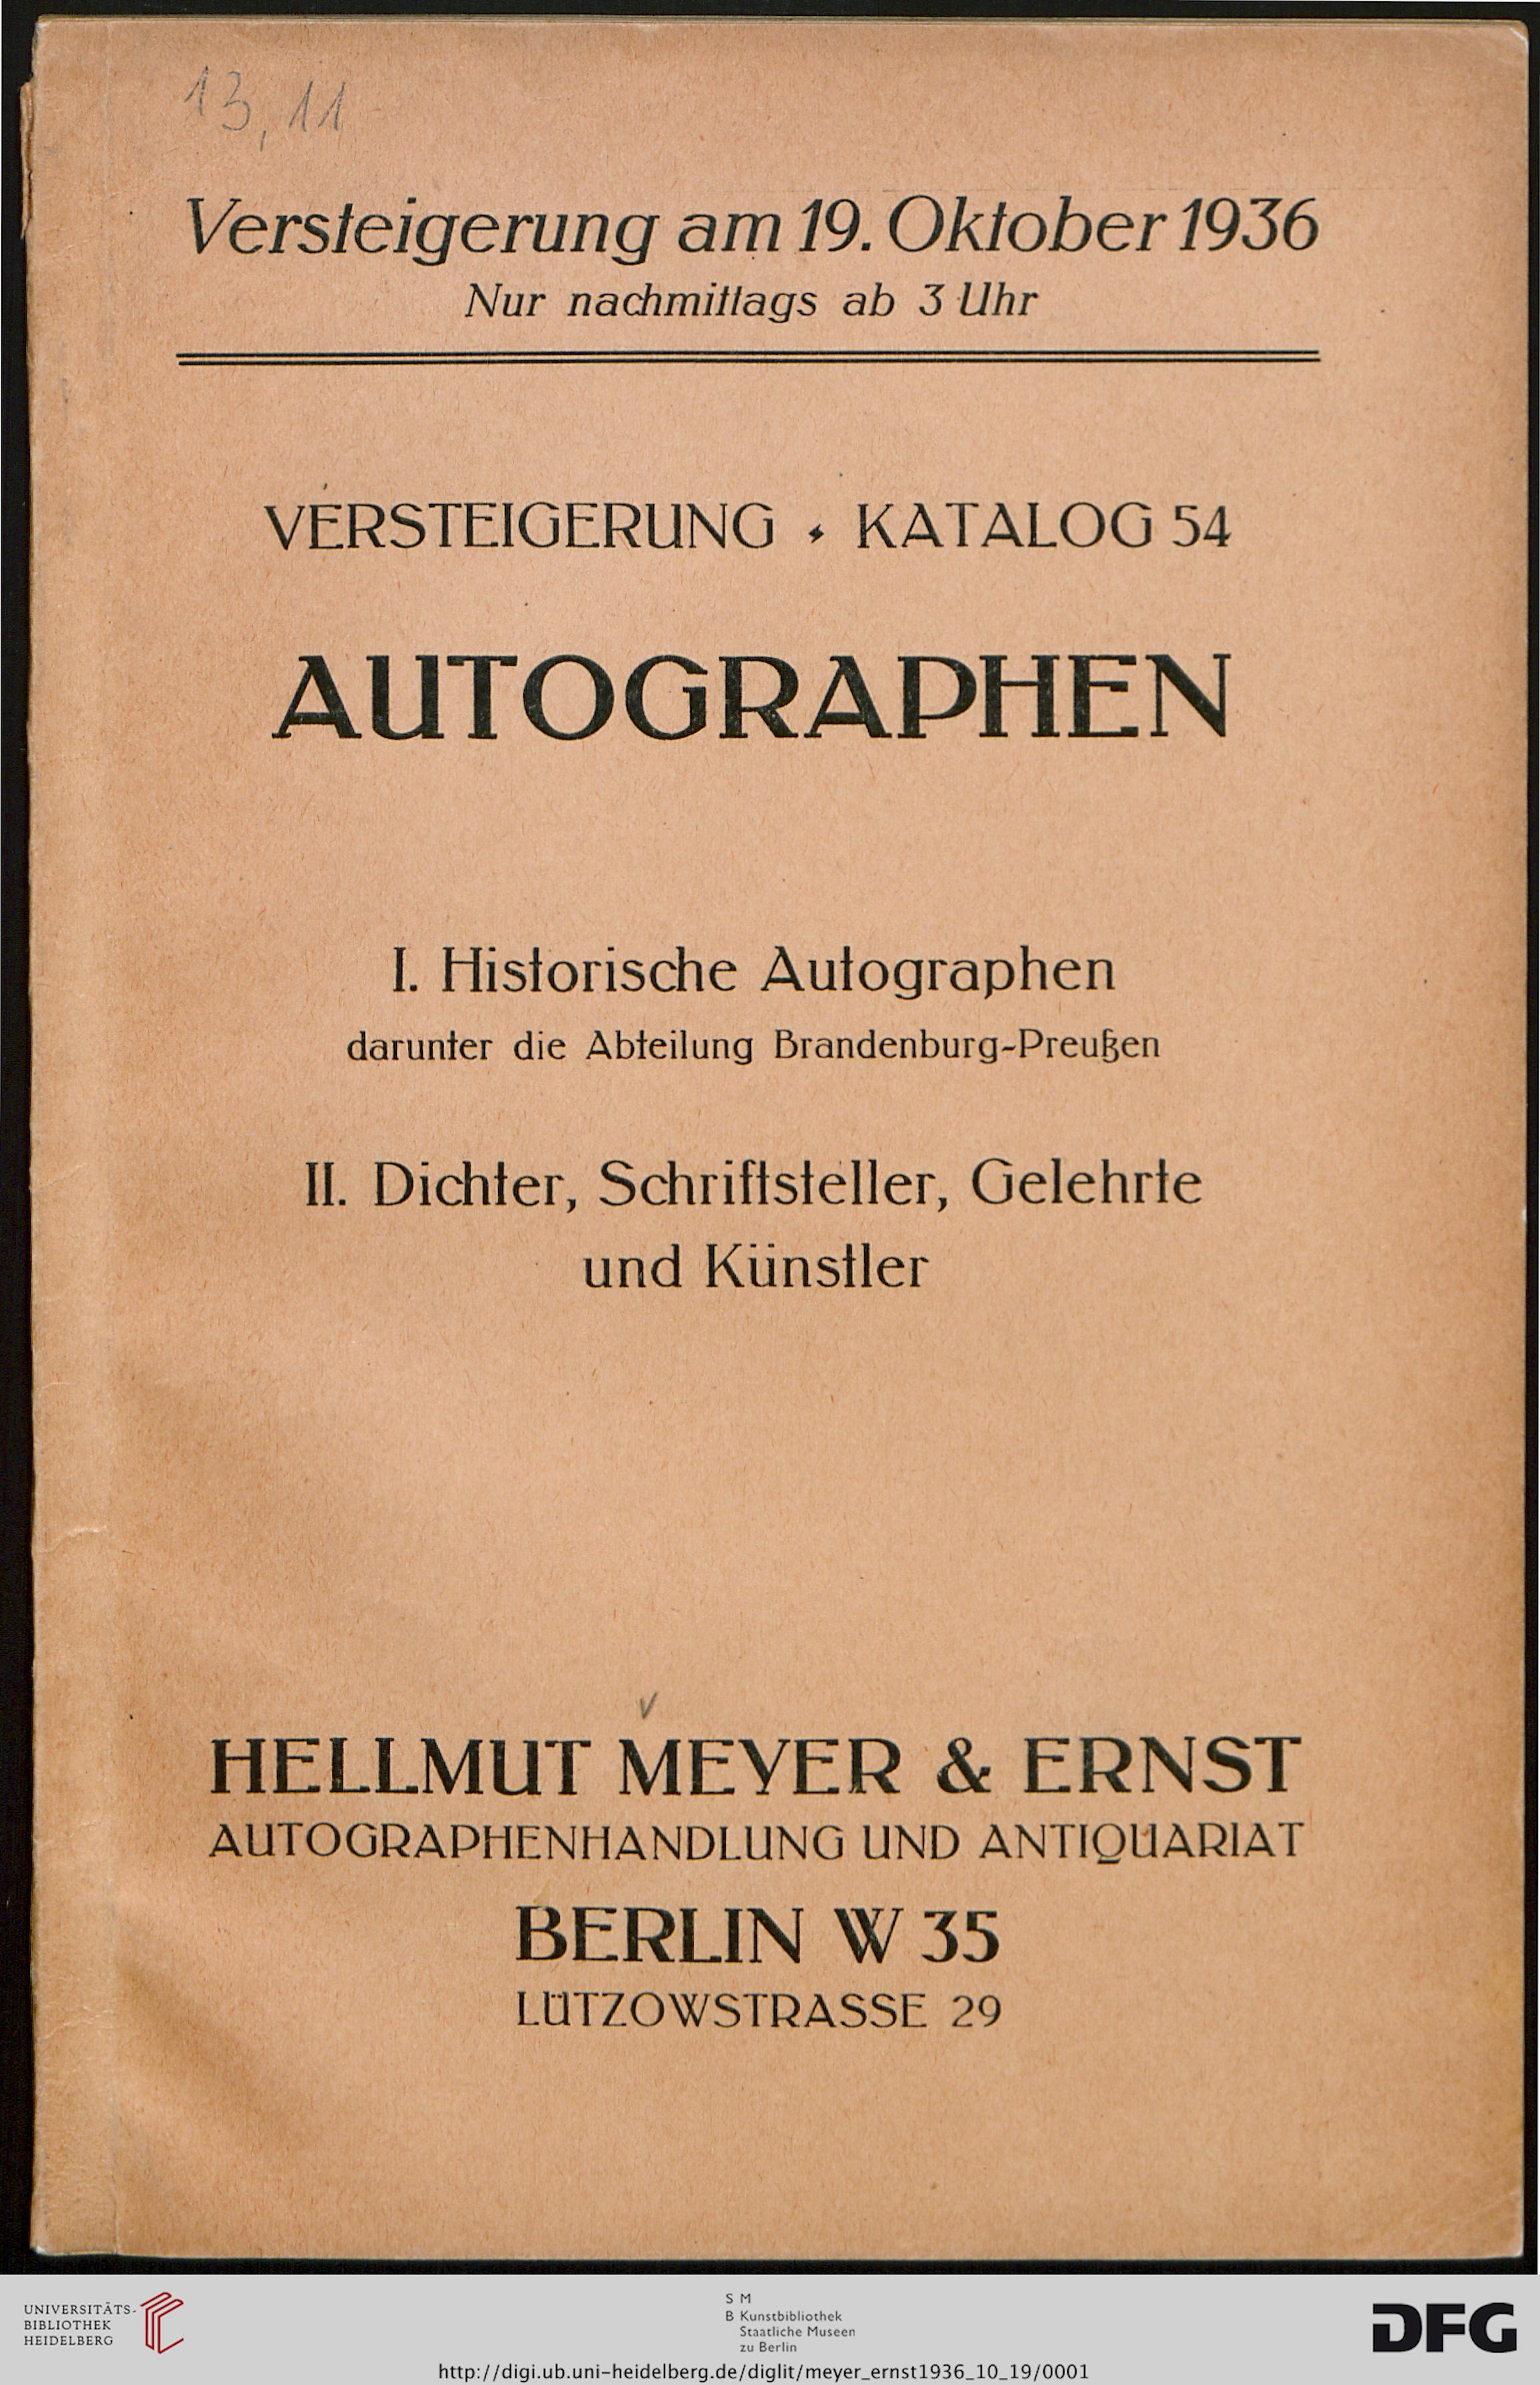 13, 11
Versteigerung am 19. Oktober 1936
Nur nachmittags ab 3 Uhr
VERSTEIGERUNG • KATALOG 54
AUTOGRAPHEN
I. Historische Autographen
darunter die Abteilung Brandenburg-Preußen
II. Dichter, Schriftsteller, Gelehrte
und Künstler
HELLMUT MEYER & ERNST
AUTOGRAPHENHANDLUNG UND ANTIQUARIAT
BERLIN W 35
LÜTZOWSTRASSE 29
UNIVERSITÄTS-
BIBLIOTHEK
HEIDELBERG
S M
B Kunstbibliothek
Staatliche Museen
zu Berlin
DFG
http://digi.ub.uni-heidelberg.de/diglit/meyer_ernst1936_10_19/0001